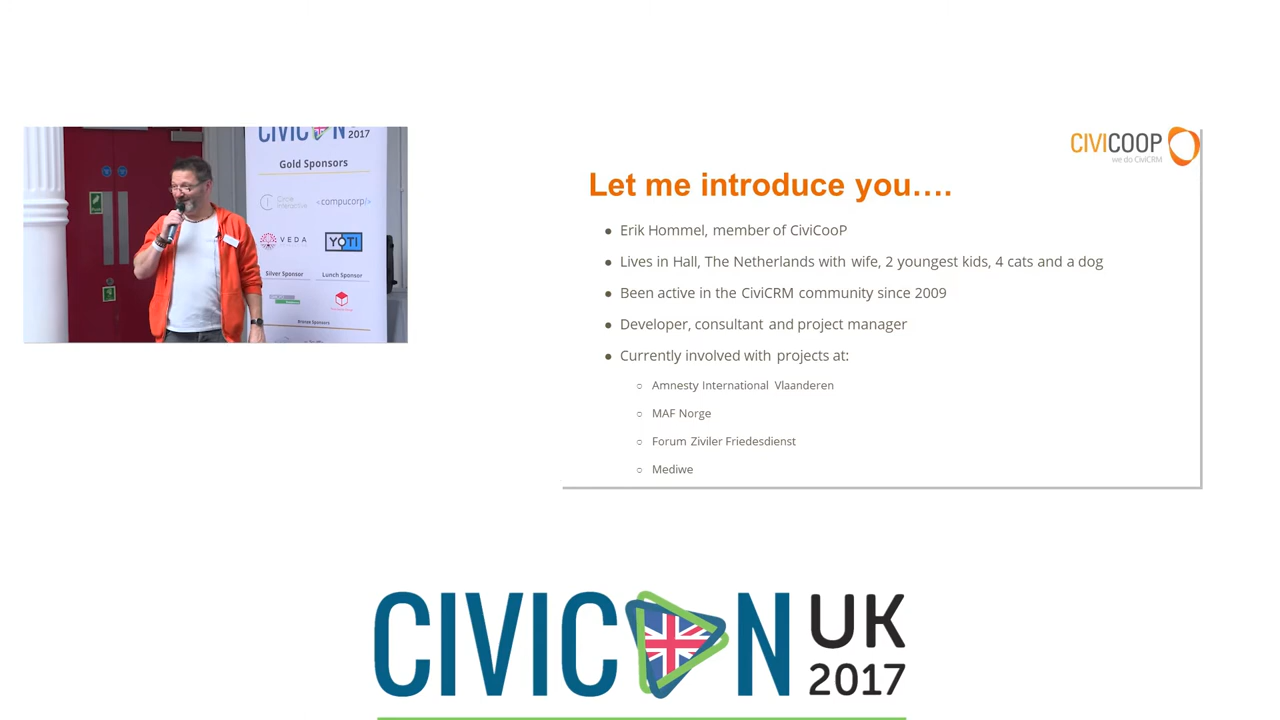 CIVIC N
2017
Gold Sponsors
Circle
Interactive
<compucorp/>
VEDA
YOTI
Silver Sponsor
Lunch Sponsor
Bronze Sponsors
CIVICOOP
we do CiviCRM
Let me introduce you....
● Erik Hommel, member of CiviCooP
● Lives in Hall, The Netherlands with wife, 2 youngest kids, 4 cats and a dog
● Been active in the CiviCRM community since 2009
● Developer, consultant and project manager
● Currently involved with projects at:
○ Amnesty International Vlaanderen
○ MAF Norge
○ Forum Ziviler Friedesdienst
○ Mediwe
CIVICON UK
2017